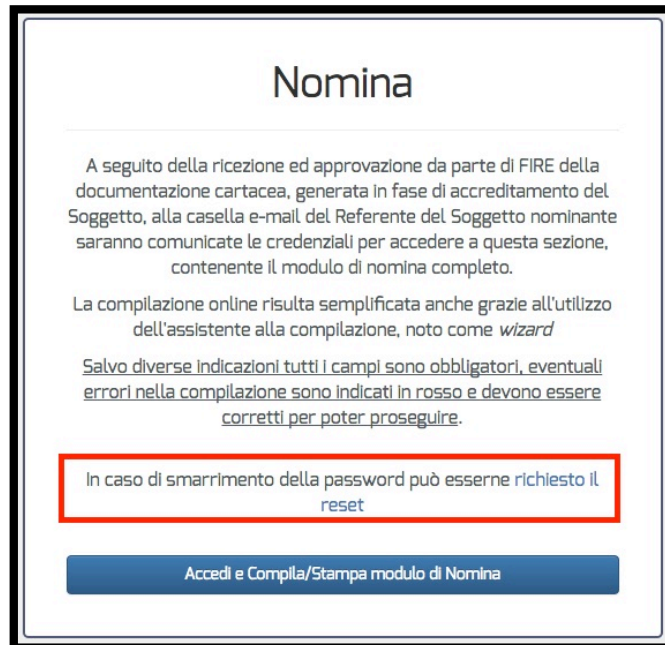 Nomina
A seguito della ricezione ed approvazione da parte di FIRE della
documentazione cartacea, generata in fase di accreditamento del
Soggetto, alla casella e-mail del Referente del Soggetto nominante
saranno comunicate le credenziali per accedere a questa sezione,
contenente il modulo di nomina completo.
La compilazione online risulta semplificata anche grazie all'utilizzo
dell'assistente alla compilazione, noto come wizard
Salvo diverse indicazioni tutti i campi sono obbligatori, eventuali
errori nella compilazione sono indicati in rosso e devono essere
corretti per poter proseguire.
In caso di smarrimento della password può esserne richiesto il
reset
Accedi e Compila/Stampa modulo di Nomina